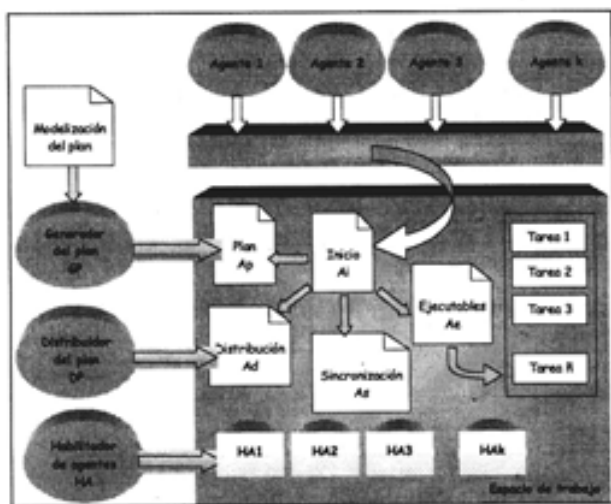 Agente 1
Agente 2
Agente 3
Agente k
Modelización
del plan
Generador
del plan
GP
Plan
Ap
Inicio
Ai
Tarea 1
Tarea 2
Tarea 3
Tarea R
Ejecutables
Ae
Distribuidor
del plan
DP
Distribución
Ad
Sincronización
As
Habilitador
de agentes
HA
HA1
HA2
HA3
HAk
Espacio de trabajo